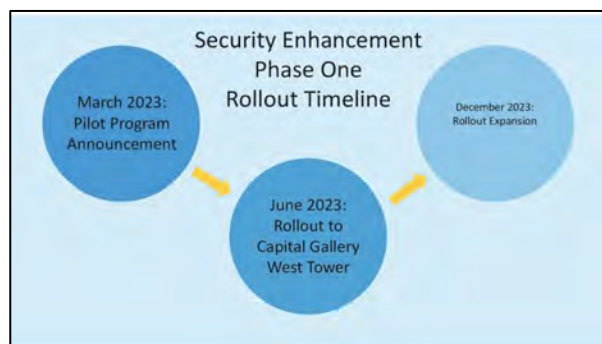 Security Enhancement
Phase One
Rollout Timeline
March 2023:
Pilot Program
Announcement
June 2023:
Rollout to
Capital Gallery
West Tower
December 2023:
Rollout Expansion